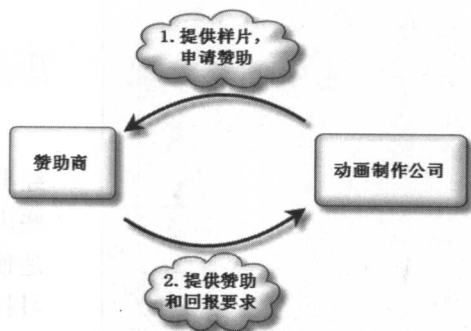 1. 提供样片，
申请赞助
赞助商
动画制作公司
2. 提供赞助
和回报要求